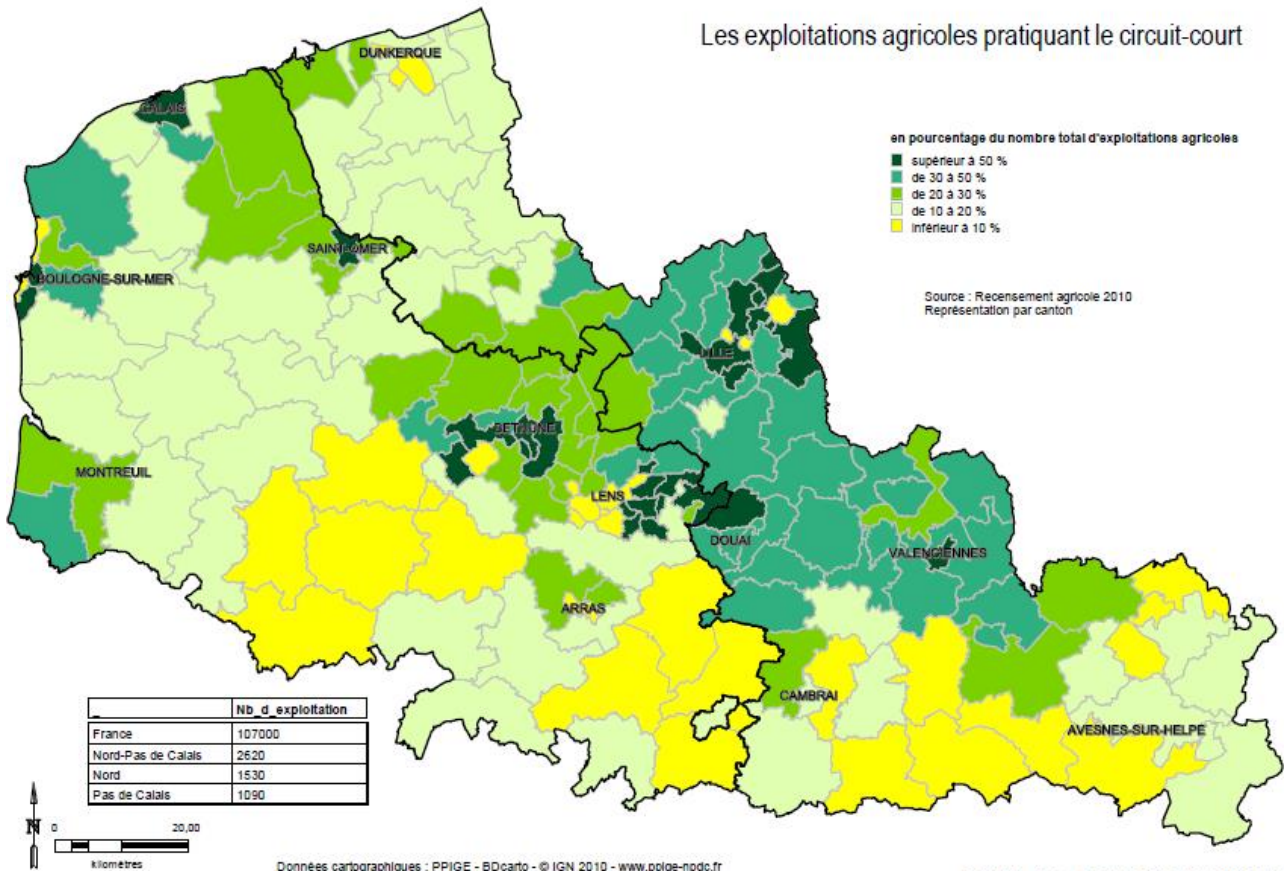 Les exploitations agricoles pratiquant le circuit-court
en pourcentage du nombre total d'exploitations agricoles
supérieur à 50 %
de 30 à 50 %
de 20 à 30 %
de 10 à 20 %
inférieur à 10 %
Source : Recensement agricole 2010
Représentation par canton
DUNKERQUE
CALAIS
SAINT-OMER
BOULOGNE-SUR-MER
LILLE
BETHUNE
MONTREUIL
LENS
DOUAI
VALENCIENNES
ARRAS
CAMBRAI
AVESNES-SUR-HELPE
_ Nb_d_exploitation
France 107000
Nord-Pas de Calais 2620
Nord 1530
Pas de Calais 1090
N
0 20,00
kilomètres
Données cartographiques : PPIGE - BDcarto - © IGN 2010 - www.ppige-npdc.fr